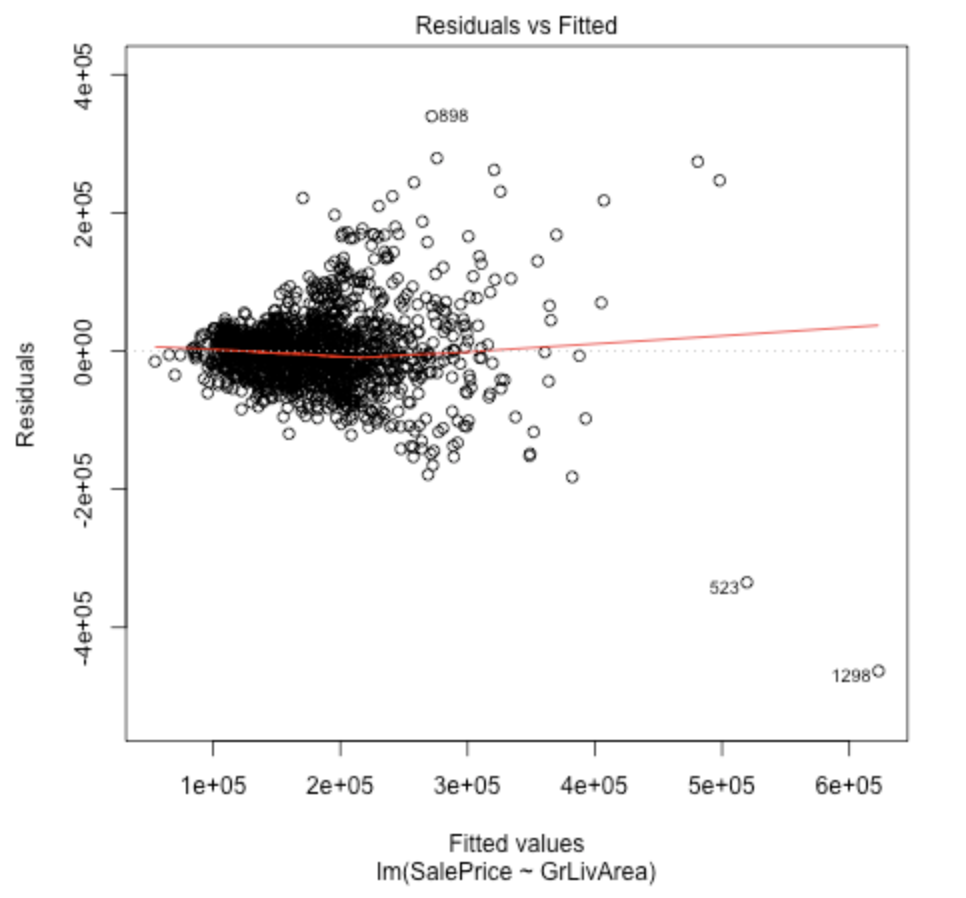 Residuals vs Fitted
4e+05
2e+05
0e+00
-2e+05
-4e+05
Residuals
898
523
1298
1e+05 2e+05 3e+05 4e+05 5e+05 6e+05
Fitted values
lm(SalePrice ~ GrLivArea)